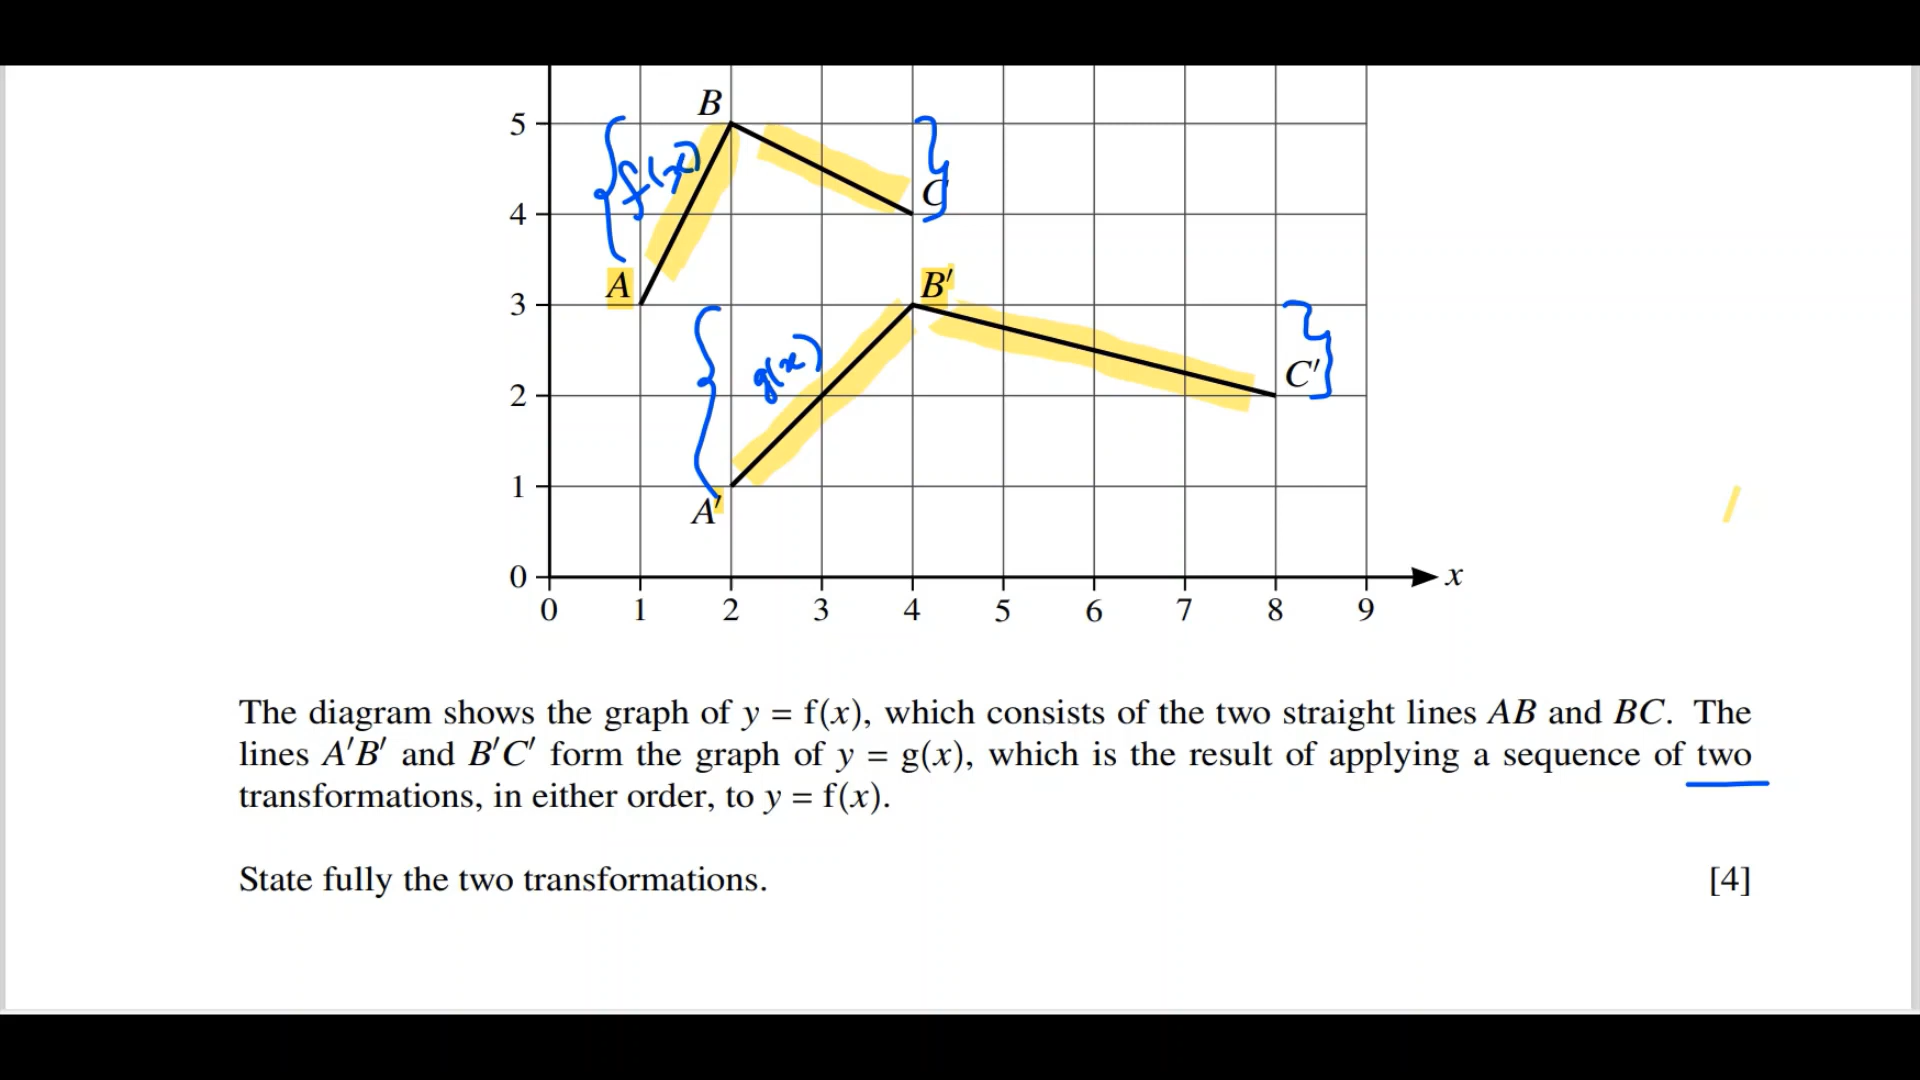 B
5
f(x)
C
4
A
3
B′
g(x)
C′
2
1
A′
0
x
0 1 2 3 4 5 6 7 8 9
The diagram shows the graph of y = f(x), which consists of the two straight lines AB and BC. The
lines A′B′ and B′C′ form the graph of y = g(x), which is the result of applying a sequence of two
transformations, in either order, to y = f(x).
State fully the two transformations. [4]